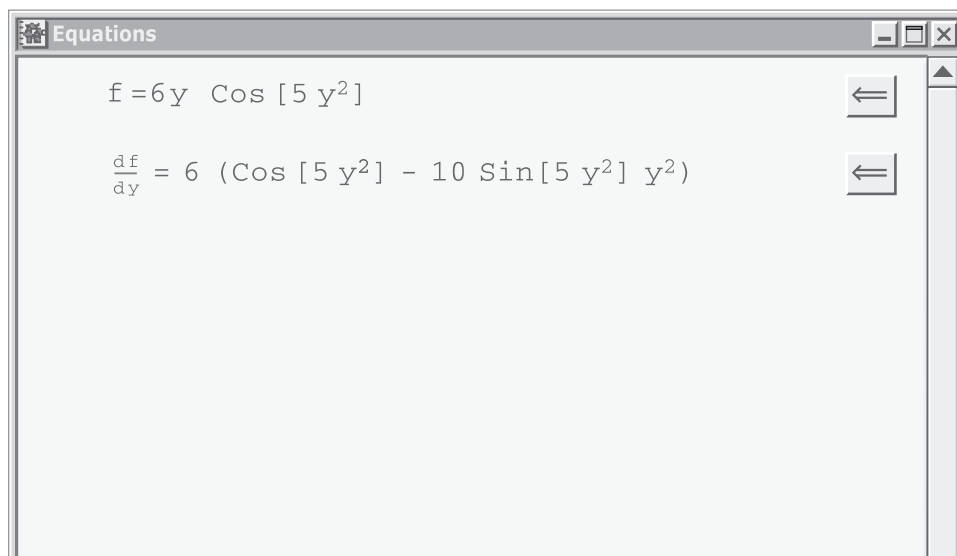 Equations
f=6y Cos[5 y²]
df/dy = 6 (Cos[5 y²] - 10 Sin[5 y²] y²)